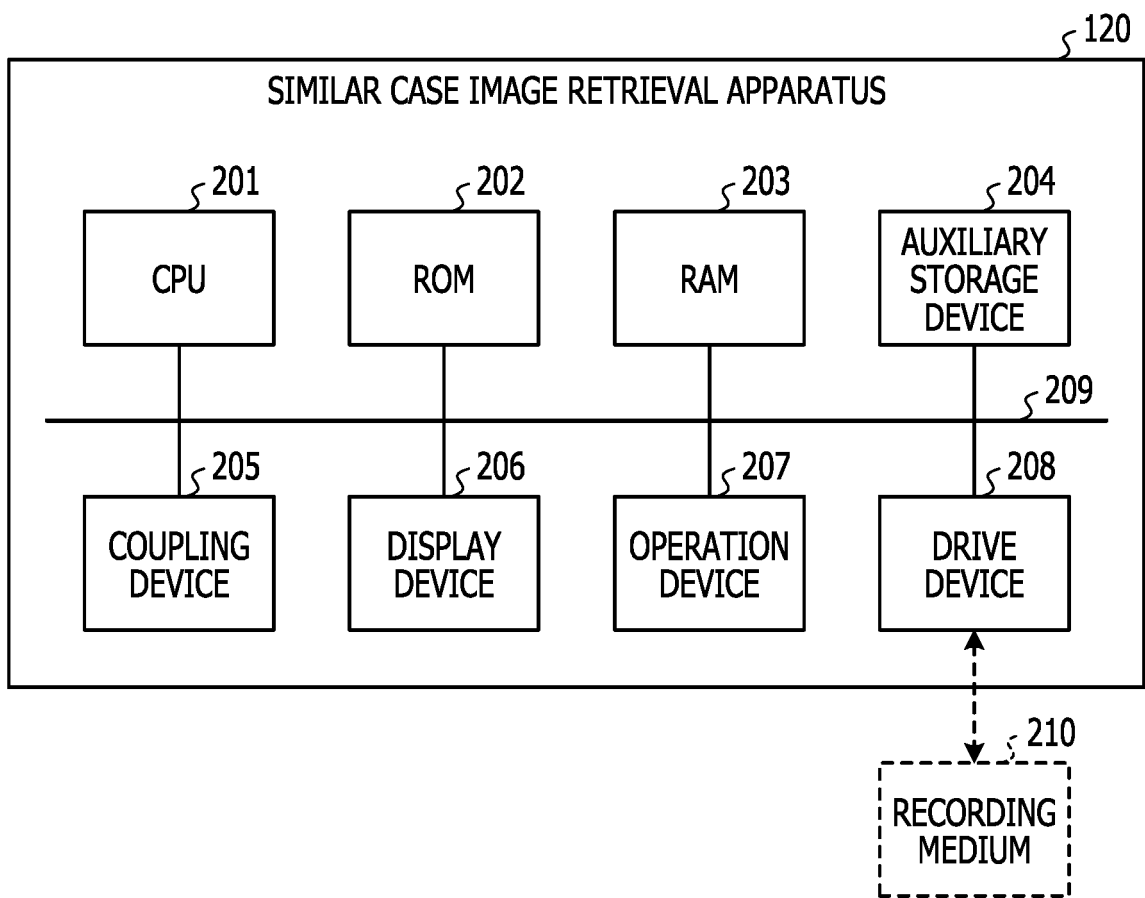 120
SIMILAR CASE IMAGE RETRIEVAL APPARATUS
201
202
203
204
CPU
ROM
RAM
AUXILIARY
STORAGE
DEVICE
209
205
206
207
208
COUPLING
DEVICE
DISPLAY
DEVICE
OPERATION
DEVICE
DRIVE
DEVICE
210
RECORDING
MEDIUM